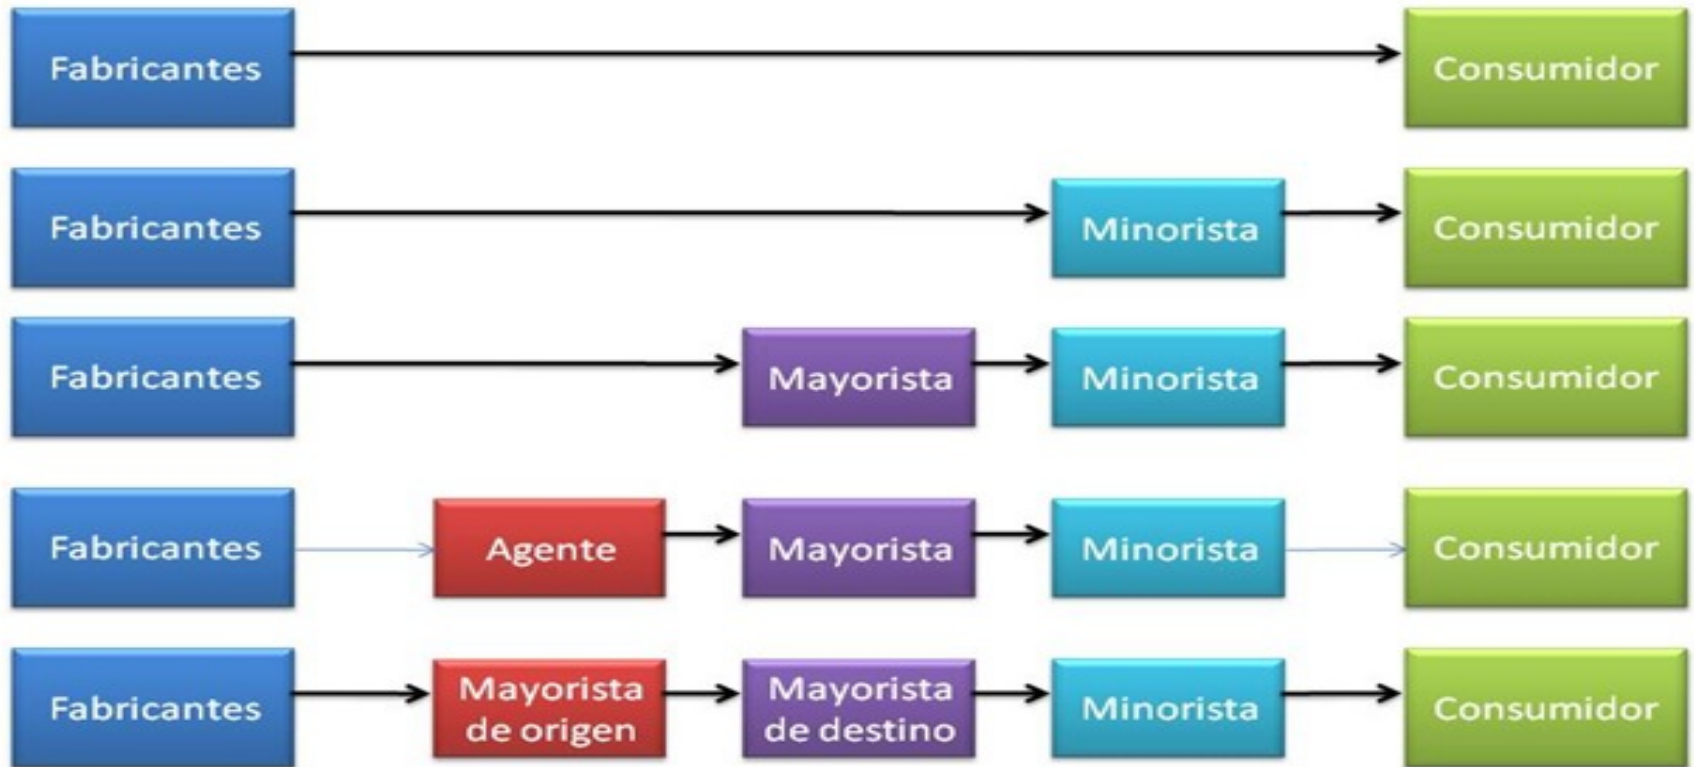 Fabricantes
Consumidor
Fabricantes
Minorista
Consumidor
Fabricantes
Mayorista
Minorista
Consumidor
Fabricantes
Agente
Mayorista
Minorista
Consumidor
Fabricantes
Mayorista
de origen
Mayorista
de destino
Minorista
Consumidor